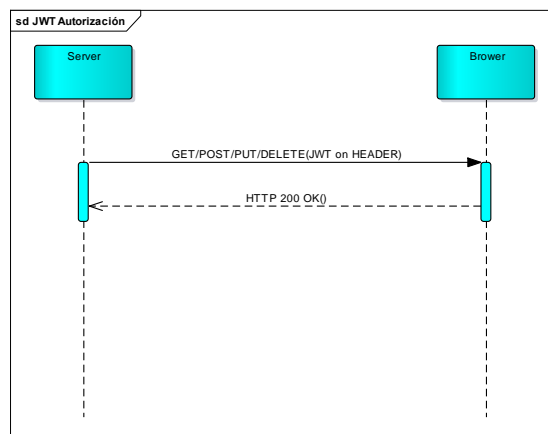 sd JWT Autorización
Server
Brower
GET/POST/PUT/DELETE(JWT on HEADER)
HTTP 200 OK()